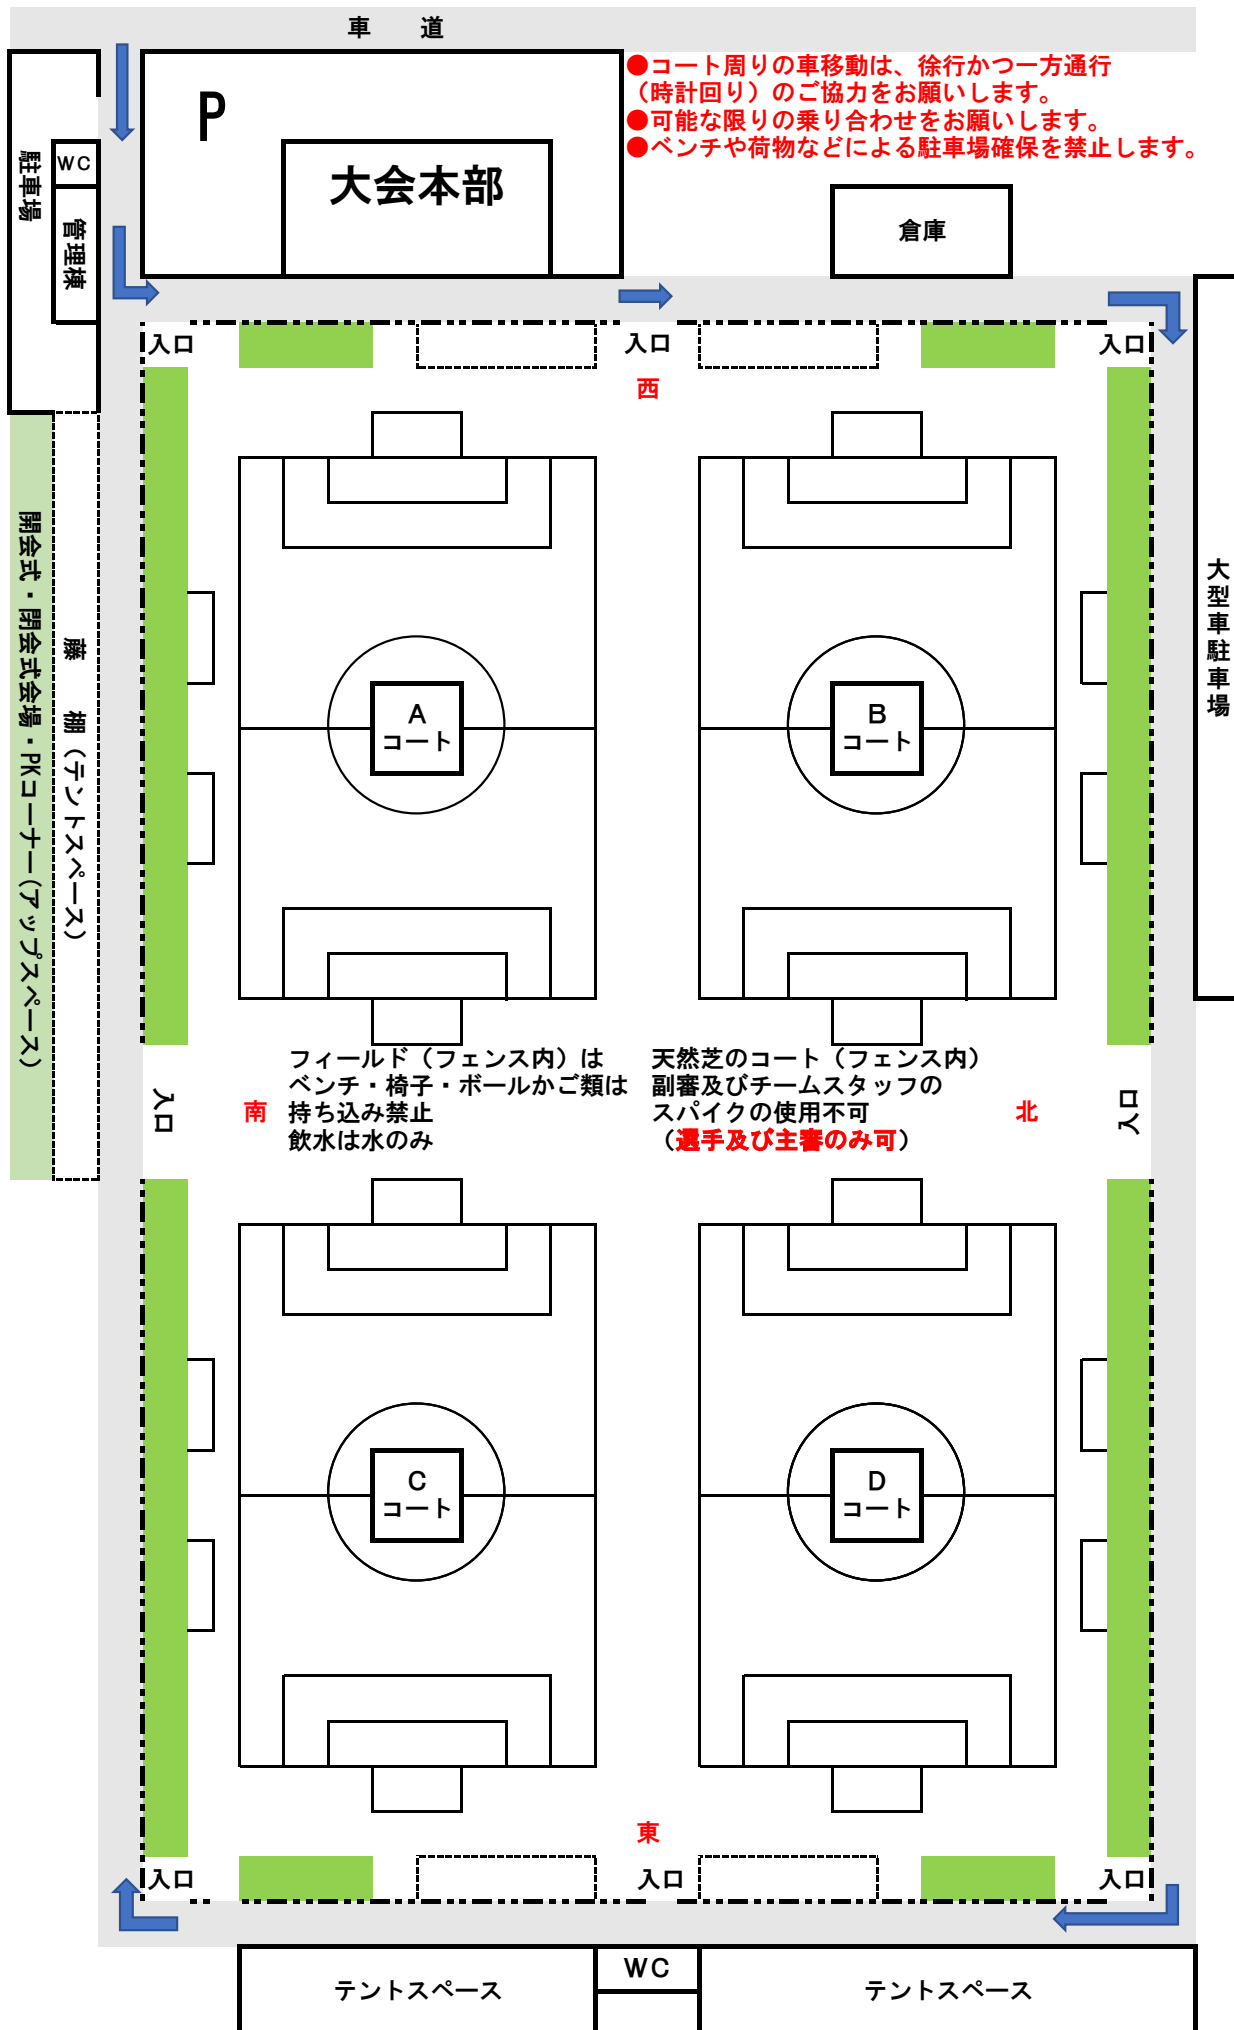 車　道
●コート周りの車移動は、徐行かつ一方通行
（時計回り）のご協力をお願いします。
●可能な限りの乗り合わせをお願いします。
●ベンチや荷物などによる駐車場確保を禁止します。
P
大会本部
倉庫
駐車場
WC
管理棟
入口
入口
入口
西
開会式・閉会式会場・PKコーナー(アップスペース)
藤　棚（テントスペース）
大型車駐車場
A
コート
B
コート
フィールド（フェンス内）は
ベンチ・椅子・ボールかご類は
持ち込み禁止
飲水は水のみ
天然芝のコート（フェンス内）
副審及びチームスタッフの
スパイクの使用不可
（選手及び主審のみ可）
入口
南
北
入口
C
コート
D
コート
東
入口
入口
入口
テントスペース
WC
テントスペース